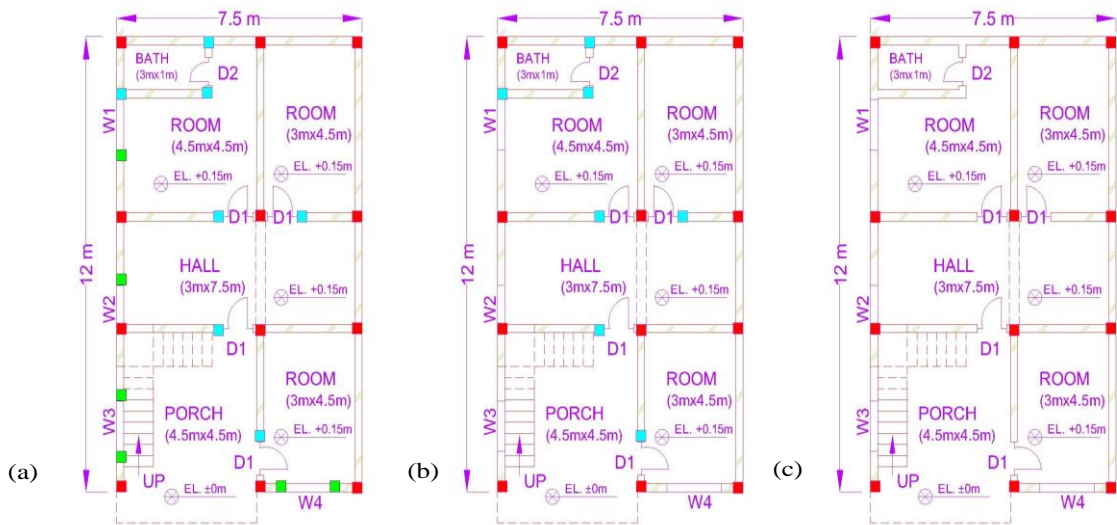 7.5 m
12 m
BATH
(3mx1m)
D2
W1
ROOM
(4.5mx4.5m)
ROOM
(3mx4.5m)
EL. +0.15m
EL. +0.15m
D1
D1
HALL
(3mx7.5m)
EL. +0.15m
W2
D1
ROOM
(3mx4.5m)
W3
PORCH
(4.5mx4.5m)
EL. +0.15m
D1
UP
EL. ±0m
W4
(a)
7.5 m
12 m
BATH
(3mx1m)
D2
W1
ROOM
(4.5mx4.5m)
ROOM
(3mx4.5m)
EL. +0.15m
EL. +0.15m
D1
D1
HALL
(3mx7.5m)
EL. +0.15m
W2
D1
ROOM
(3mx4.5m)
W3
PORCH
(4.5mx4.5m)
EL. +0.15m
D1
UP
EL. ±0m
W4
(b)
7.5 m
12 m
BATH
(3mx1m)
D2
W1
ROOM
(4.5mx4.5m)
ROOM
(3mx4.5m)
EL. +0.15m
EL. +0.15m
D1
D1
HALL
(3mx7.5m)
EL. +0.15m
W2
D1
ROOM
(3mx4.5m)
W3
PORCH
(4.5mx4.5m)
EL. +0.15m
D1
UP
EL. ±0m
W4
(c)